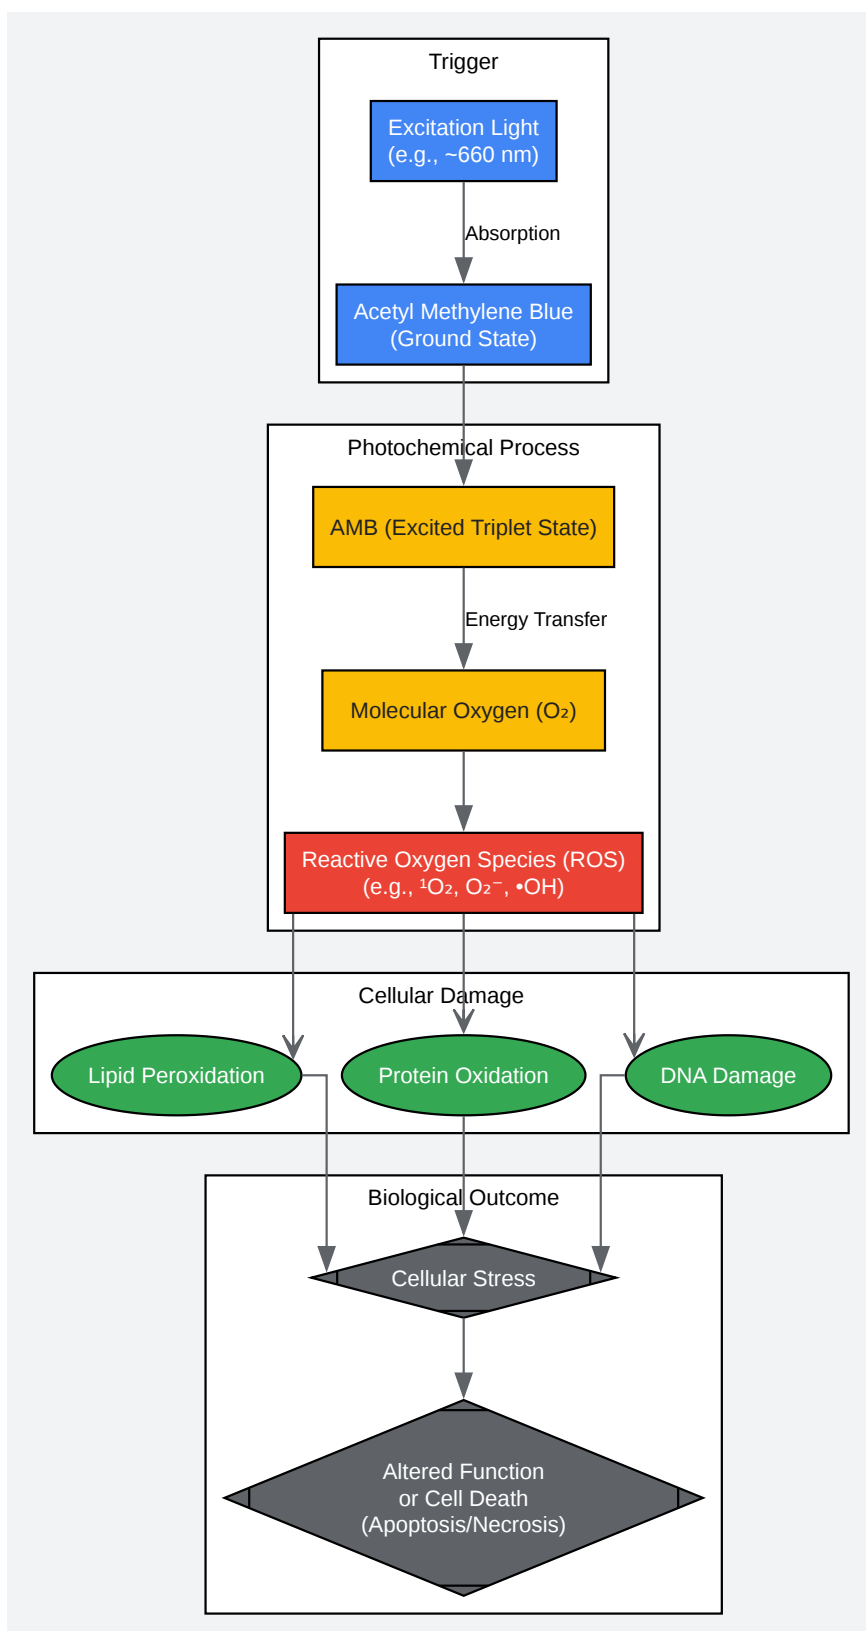 Trigger
Excitation Light
(e.g., ~660 nm)
Absorption
Acetyl Methylene Blue
(Ground State)
Photochemical Process
AMB (Excited Triplet State)
Energy Transfer
Molecular Oxygen (O₂)
Reactive Oxygen Species (ROS)
(e.g., ¹O₂, O₂⁻, •OH)
Cellular Damage
Lipid Peroxidation
Protein Oxidation
DNA Damage
Biological Outcome
Cellular Stress
Altered Function
or Cell Death
(Apoptosis/Necrosis)